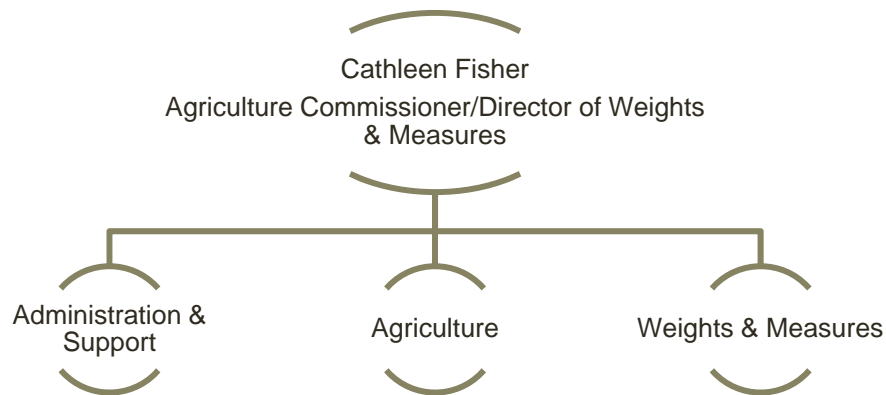 Cathleen Fisher
Agriculture Commissioner/Director of Weights
& Measures
Administration &
Support
Agriculture
Weights & Measures